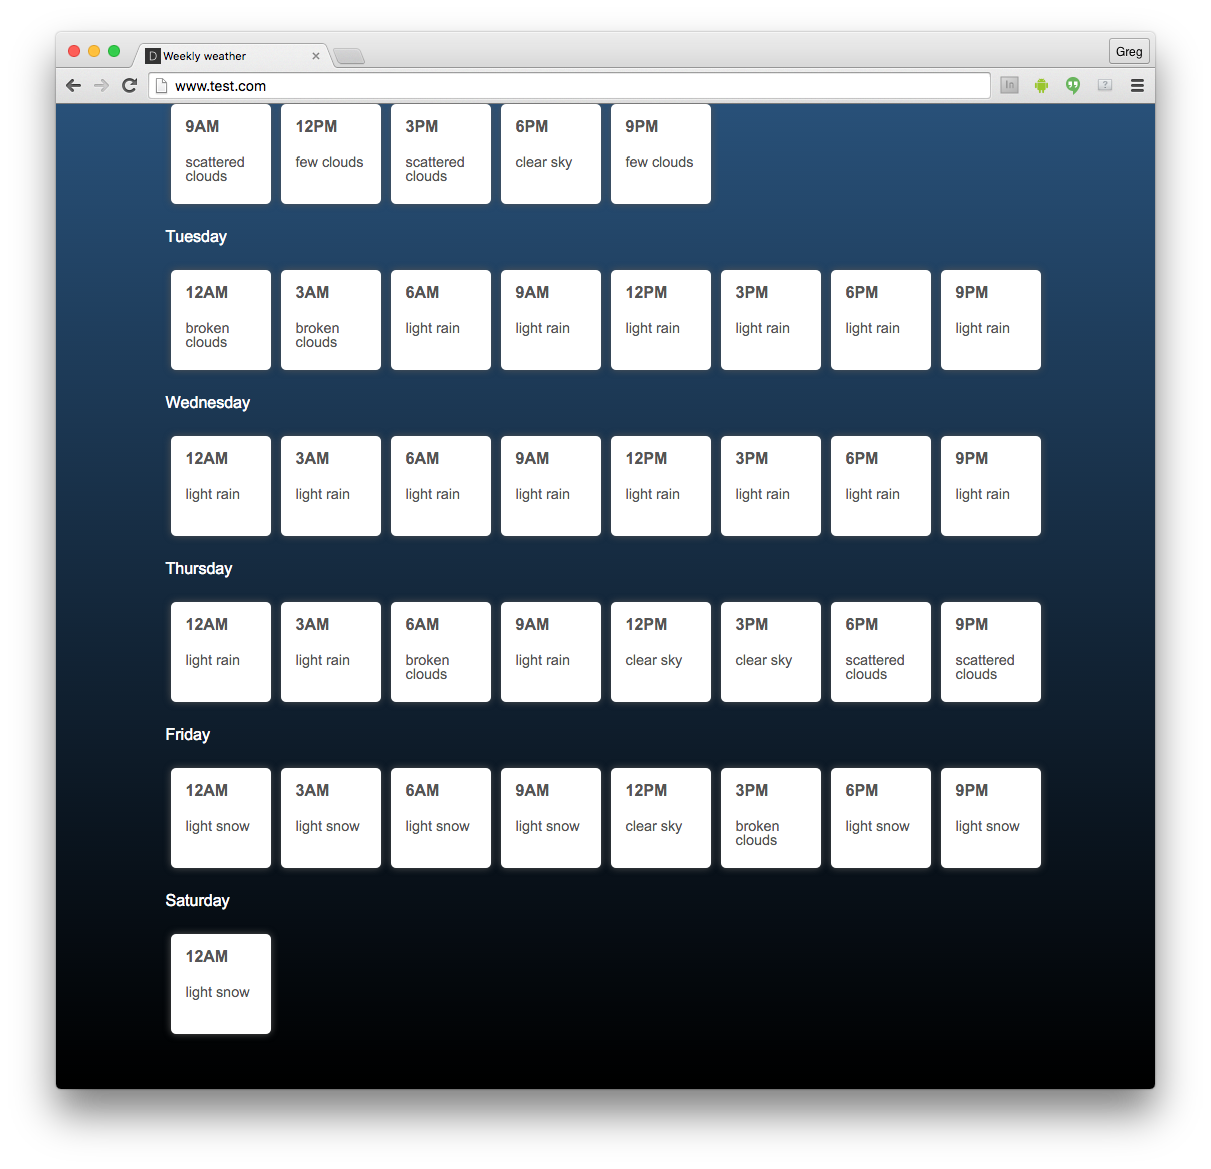 D Weekly weather
Greg
www.test.com
In
?
9AM 12PM 3PM 6PM 9PM
scattered few clouds scattered clear sky few clouds
clouds clouds
Tuesday
12AM 3AM 6AM 9AM 12PM 3PM 6PM 9PM
broken broken light rain light rain light rain light rain light rain light rain
clouds clouds
Wednesday
12AM 3AM 6AM 9AM 12PM 3PM 6PM 9PM
light rain light rain light rain light rain light rain light rain light rain light rain
Thursday
12AM 3AM 6AM 9AM 12PM 3PM 6PM 9PM
light rain light rain broken light rain clear sky clear sky scattered scattered
clouds clouds clouds
Friday
12AM 3AM 6AM 9AM 12PM 3PM 6PM 9PM
light snow light snow light snow light snow clear sky broken light snow light snow
clouds
Saturday
12AM
light snow